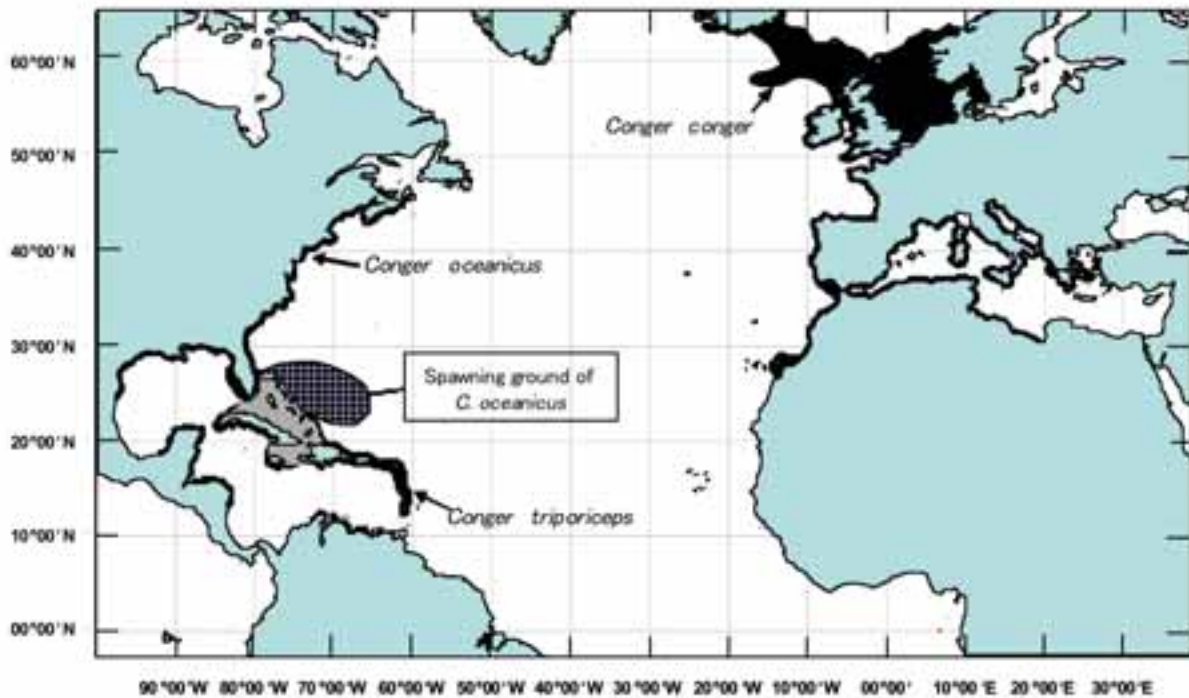 60°00′N
Conger conger
50°00′N
40°00′N
Conger oceanicus
30°00′N
Spawning ground of
C. oceanicus
20°00′N
Conger triporiceps
10°00′N
00°00′N
90°00′W 80°00′W 70°00′W 60°00′W 50°00′W 40°00′W 30°00′W 20°00′W 10°00′W 00°00′ 10°00′E 20°00′E 30°00′E